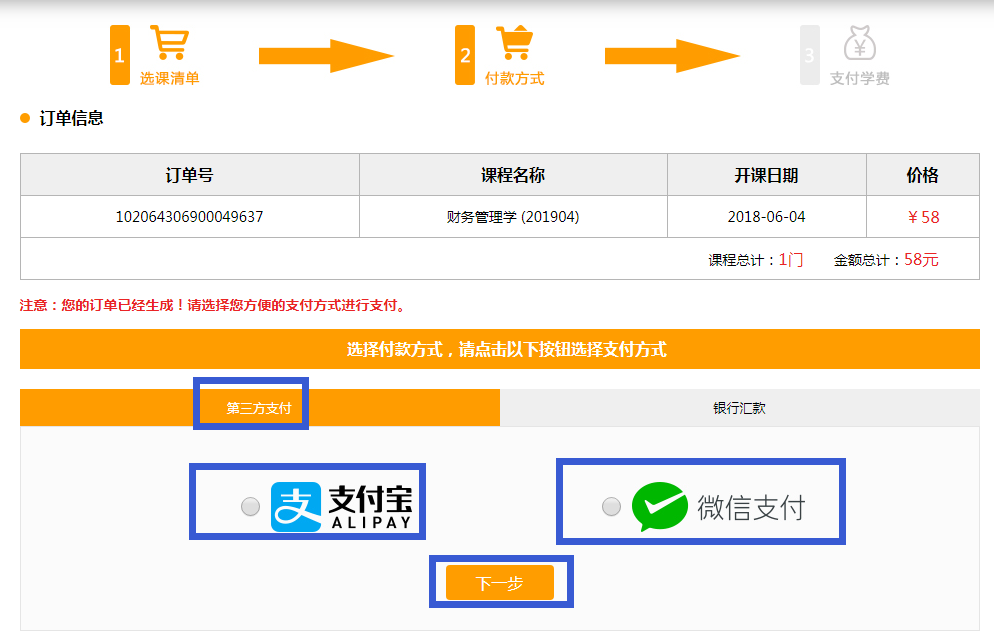 1 选课清单
2 付款方式
3 支付学费
订单信息
订单号 课程名称 开课日期 价格
102064306900049637 财务管理学 (201904) 2018-06-04 ￥58
课程总计：1门 金额总计：58元
注意：您的订单已经生成！请选择您方便的支付方式进行支付。
选择付款方式，请点击以下按钮选择支付方式
第三方支付 银行汇款
支 支付宝 微信支付
ALIPAY
下一步